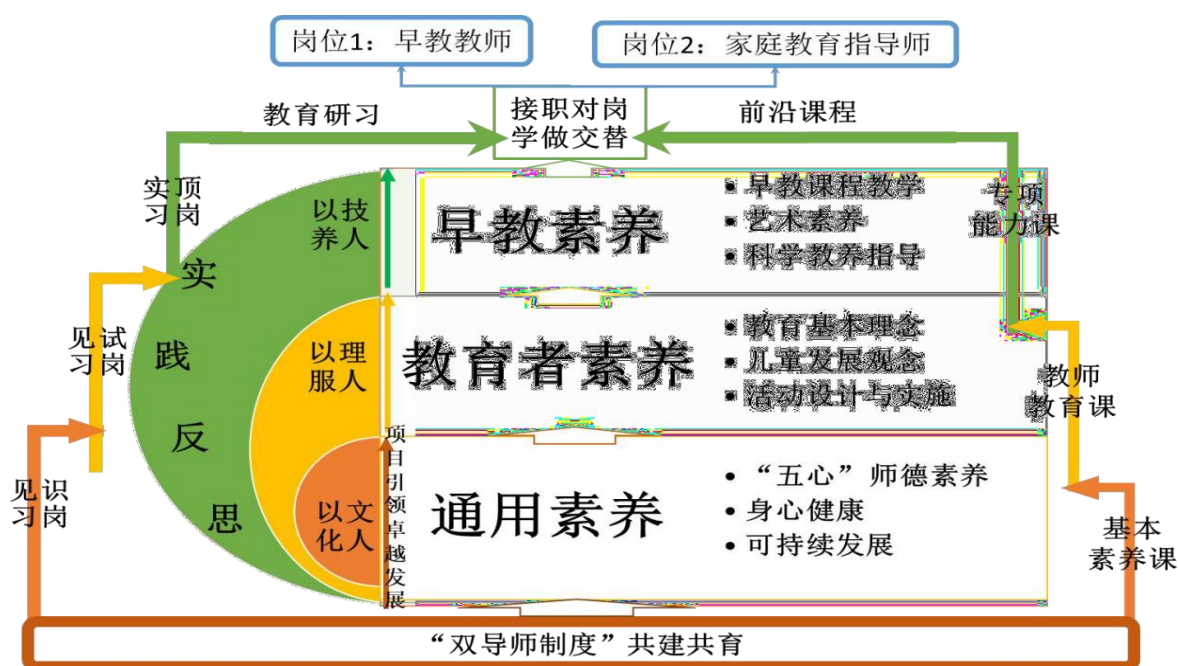 岗位1：早教教师
岗位2：家庭教育指导师
教育研习
接职对岗
学做交替
前沿课程
实顶
习岗
以技
养人
早教素养
• 早教课程教学
• 艺术素养
• 科学教养指导
专项
能力课
实
践
反
思
见试
习岗
以理
服人
教育者素养
• 教育基本理念
• 儿童发展观念
• 活动设计与实施
教师
教育课
见识
习岗
以文
化人
项目引领卓越发展
通用素养
• “五心”师德素养
• 身心健康
• 可持续发展
基本
素养课
“双导师制度”共建共育